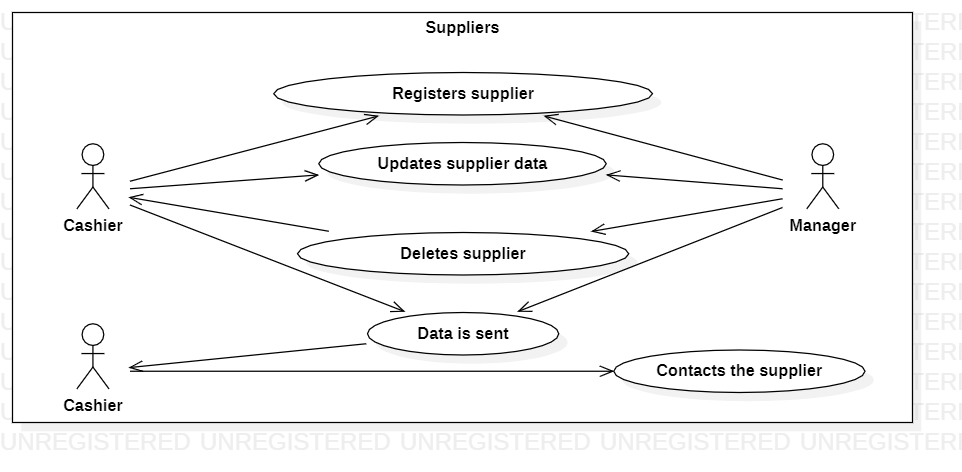 Suppliers
Registers supplier
Updates supplier data
Cashier
Manager
Deletes supplier
Data is sent
Contacts the supplier
Cashier
UNREGISTERED UNREGISTERED UNREGISTERED UNREGISTERED UNREGISTERI